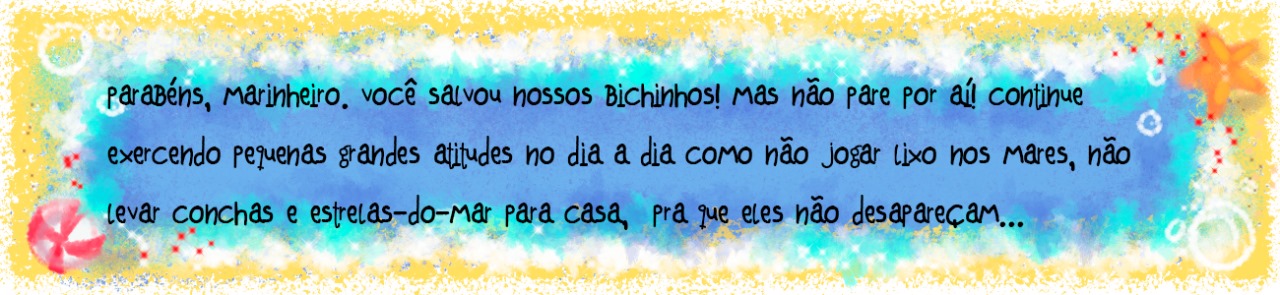 Parabéns, Marinheiro. Você salvou nossos bichinhos! Mas não pare por aí! Continue
exercendo pequenas grandes atitudes no dia a dia como não jogar lixo nos mares, não
levar conchas e estrelas-do-mar para casa, pra que eles não desapareçam...